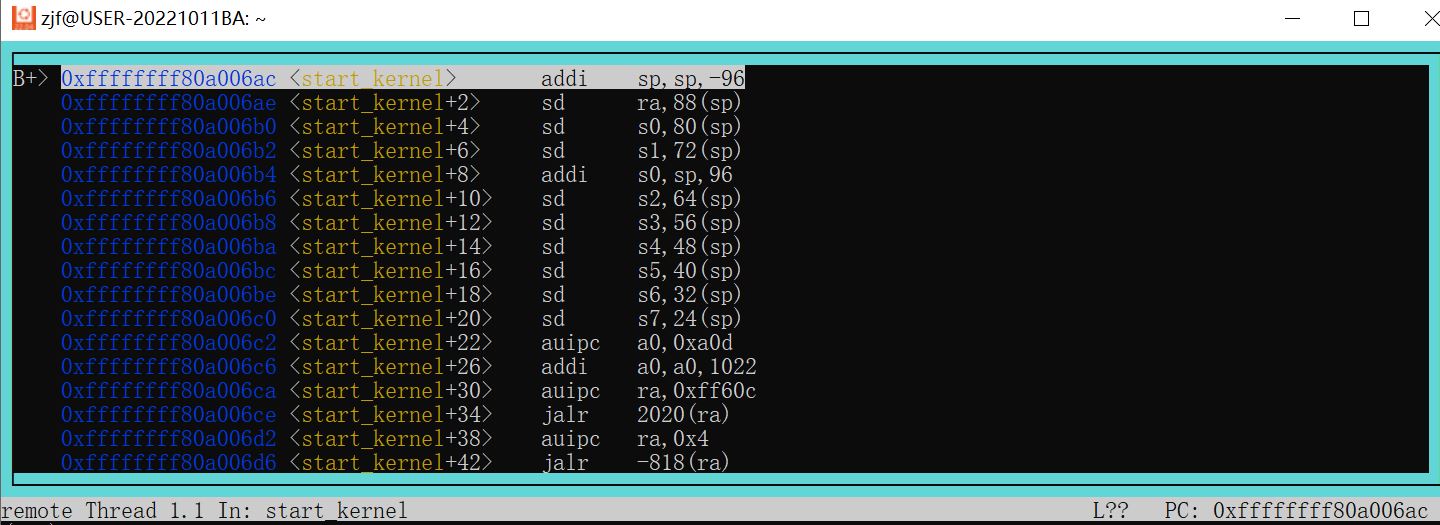 zjf@USER-20221011BA: ~
B+> 0xffffffff80a006ac <start_kernel> addi sp,sp,-96
0xffffffff80a006ae <start_kernel+2> sd ra,88(sp)
0xffffffff80a006b0 <start_kernel+4> sd s0,80(sp)
0xffffffff80a006b2 <start_kernel+6> sd s1,72(sp)
0xffffffff80a006b4 <start_kernel+8> addi s0,sp,96
0xffffffff80a006b6 <start_kernel+10> sd s2,64(sp)
0xffffffff80a006b8 <start_kernel+12> sd s3,56(sp)
0xffffffff80a006ba <start_kernel+14> sd s4,48(sp)
0xffffffff80a006bc <start_kernel+16> sd s5,40(sp)
0xffffffff80a006be <start_kernel+18> sd s6,32(sp)
0xffffffff80a006c0 <start_kernel+20> sd s7,24(sp)
0xffffffff80a006c2 <start_kernel+22> auipc a0,0xa0d
0xffffffff80a006c6 <start_kernel+26> addi a0,a0,1022
0xffffffff80a006ca <start_kernel+30> auipc ra,0xff60c
0xffffffff80a006ce <start_kernel+34> jalr 2020(ra)
0xffffffff80a006d2 <start_kernel+38> auipc ra,0x4
0xffffffff80a006d6 <start_kernel+42> jalr -818(ra)
remote Thread 1.1 In: start_kernel L?? PC: 0xffffffff80a006ac